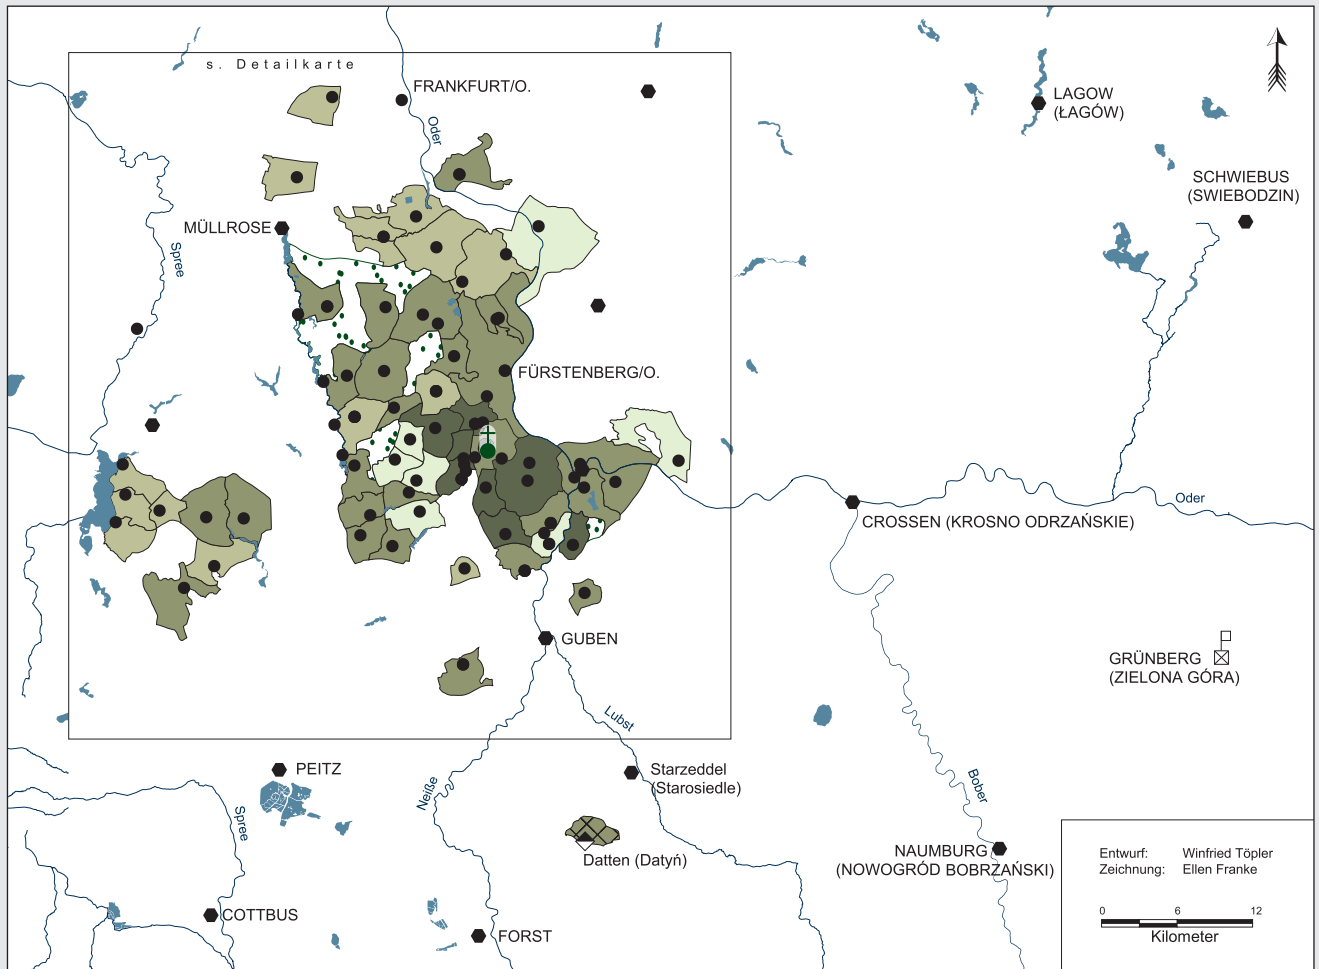 s. Detailkarte
FRANKFURT/O.
Oder
LAGOW
(ŁAGÓW)
SCHWIEBUS
(SWIEBODZIN)
MÜLLROSE
Spree
FÜRSTENBERG/O.
Oder
CROSSEN (KROSNO ODRZAŃSKIE)
GUBEN
GRÜNBERG
(ZIELONA GÓRA)
Lubst
PEITZ
Starzeddel
(Starosiedle)
Neiße
Bober
Spree
Datten (Datyń)
NAUMBURG
(NOWOGRÓD BOBRZAŃSKI)
COTTBUS
FORST
Entwurf: Winfried Töpler
Zeichnung: Ellen Franke
0 6 12
Kilometer